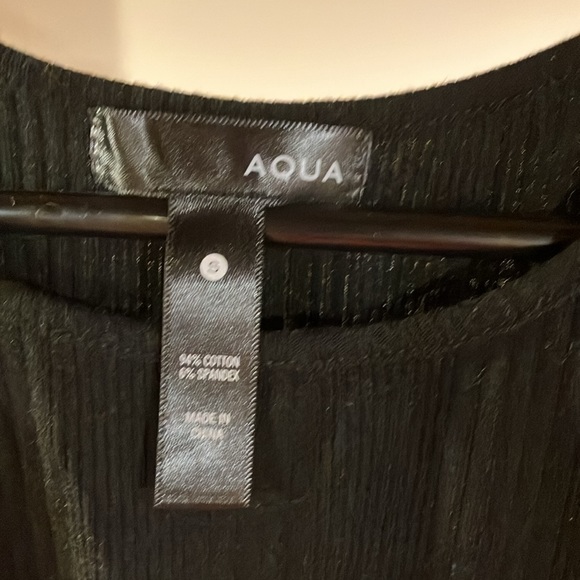 AQUA
S
94% COTTON
6% SPANDEX
MADE IN
CHINA